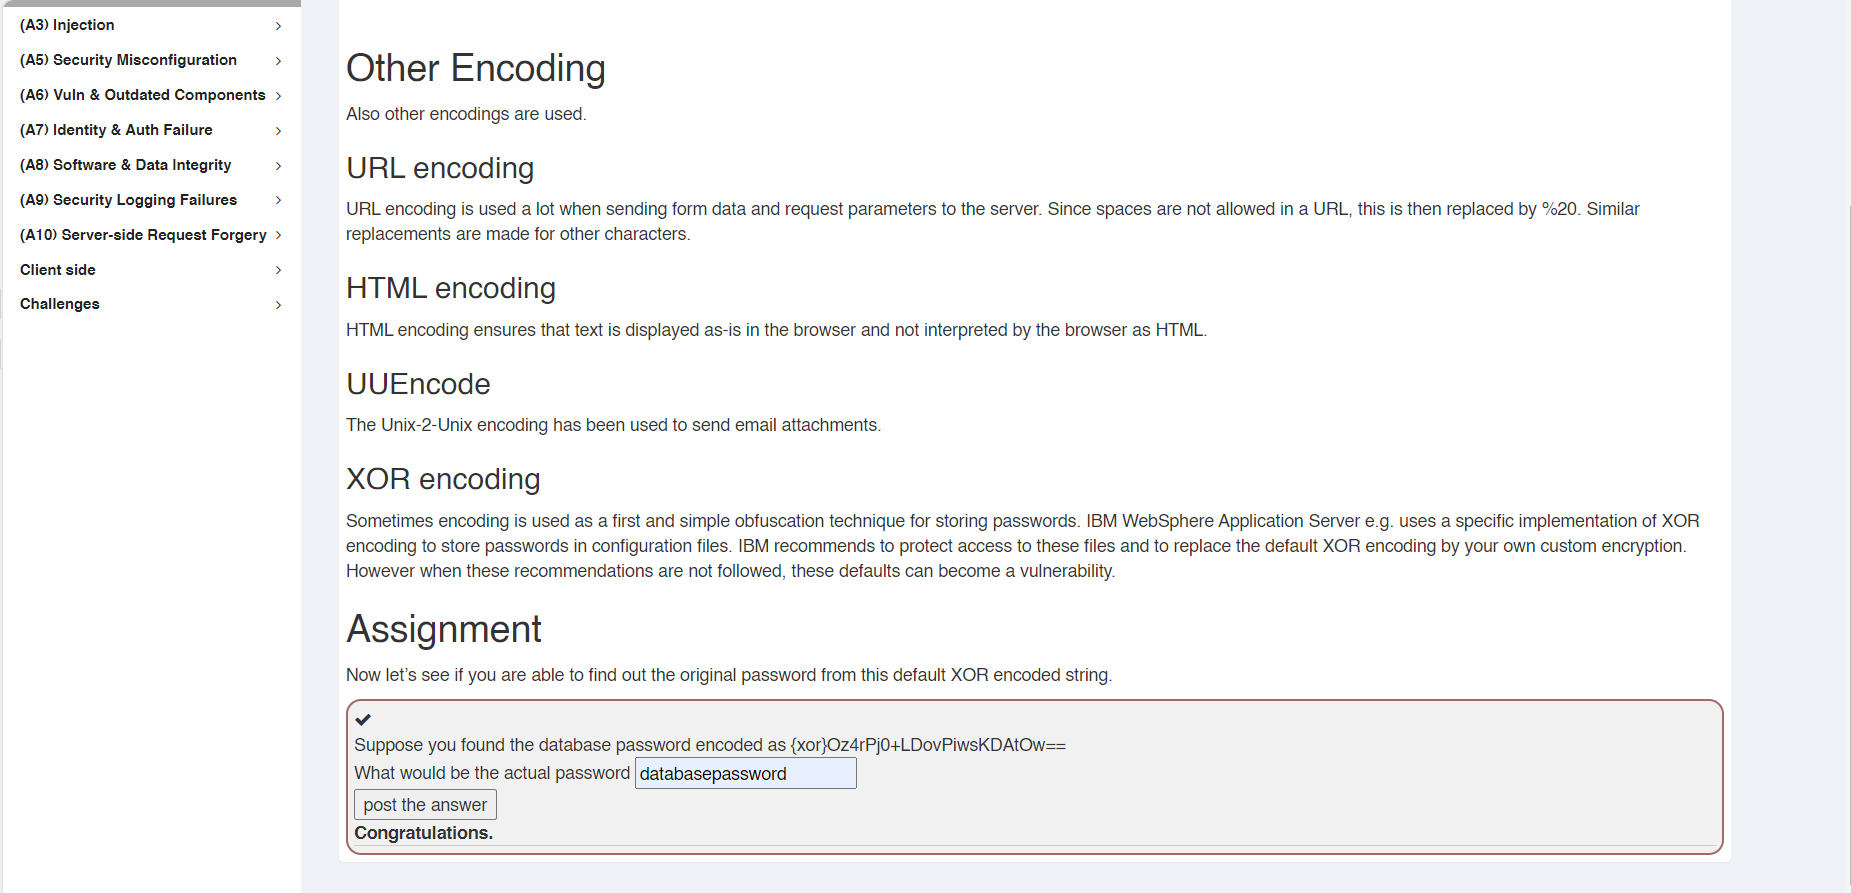 (A3) Injection
(A5) Security Misconfiguration
(A6) Vuln & Outdated Components
(A7) Identity & Auth Failure
(A8) Software & Data Integrity
(A9) Security Logging Failures
(A10) Server-side Request Forgery
Client side
Challenges
Other Encoding
Also other encodings are used.
URL encoding
URL encoding is used a lot when sending form data and request parameters to the server. Since spaces are not allowed in a URL, this is then replaced by %20. Similar
replacements are made for other characters.
HTML encoding
HTML encoding ensures that text is displayed as-is in the browser and not interpreted by the browser as HTML.
UUEncode
The Unix-2-Unix encoding has been used to send email attachments.
XOR encoding
Sometimes encoding is used as a first and simple obfuscation technique for storing passwords. IBM WebSphere Application Server e.g. uses a specific implementation of XOR
encoding to store passwords in configuration files. IBM recommends to protect access to these files and to replace the default XOR encoding by your own custom encryption.
However when these recommendations are not followed, these defaults can become a vulnerability.
Assignment
Now let’s see if you are able to find out the original password from this default XOR encoded string.
Suppose you found the database password encoded as {xor}Oz4rPj0+LDovPiwsKDAtOw==
What would be the actual password databasepassword
post the answer
Congratulations.